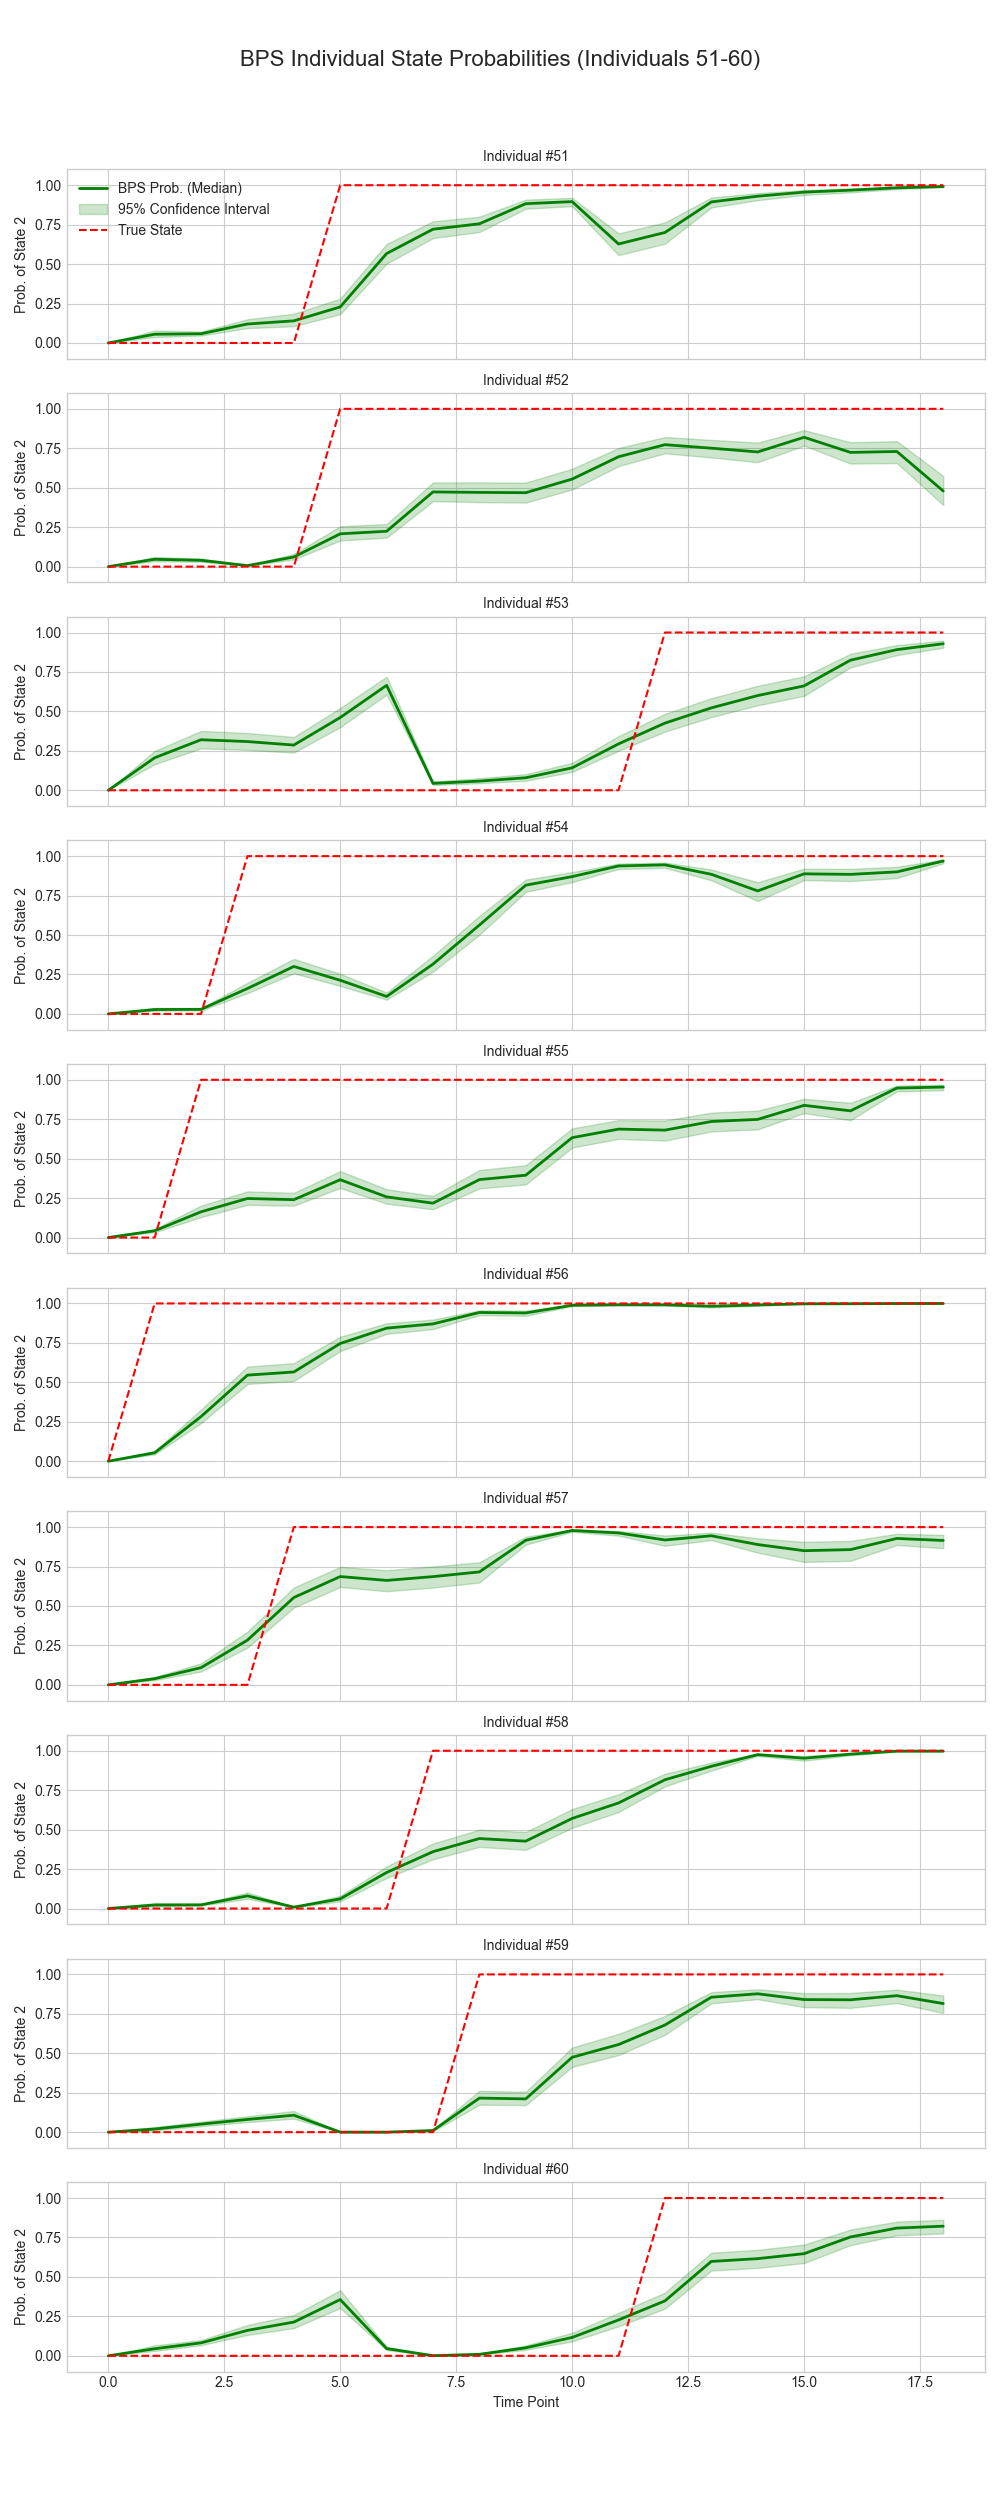 BPS Individual State Probabilities (Individuals 51-60)
Individual #51
Prob. of State 2
1.00
0.75
0.50
0.25
0.00
BPS Prob. (Median)
95% Confidence Interval
True State
Individual #52
Prob. of State 2
1.00
0.75
0.50
0.25
0.00
Individual #53
Prob. of State 2
1.00
0.75
0.50
0.25
0.00
Individual #54
Prob. of State 2
1.00
0.75
0.50
0.25
0.00
Individual #55
Prob. of State 2
1.00
0.75
0.50
0.25
0.00
Individual #56
Prob. of State 2
1.00
0.75
0.50
0.25
0.00
Individual #57
Prob. of State 2
1.00
0.75
0.50
0.25
0.00
Individual #58
Prob. of State 2
1.00
0.75
0.50
0.25
0.00
Individual #59
Prob. of State 2
1.00
0.75
0.50
0.25
0.00
Individual #60
Prob. of State 2
1.00
0.75
0.50
0.25
0.00
0.0 2.5 5.0 7.5 10.0 12.5 15.0 17.5
Time Point